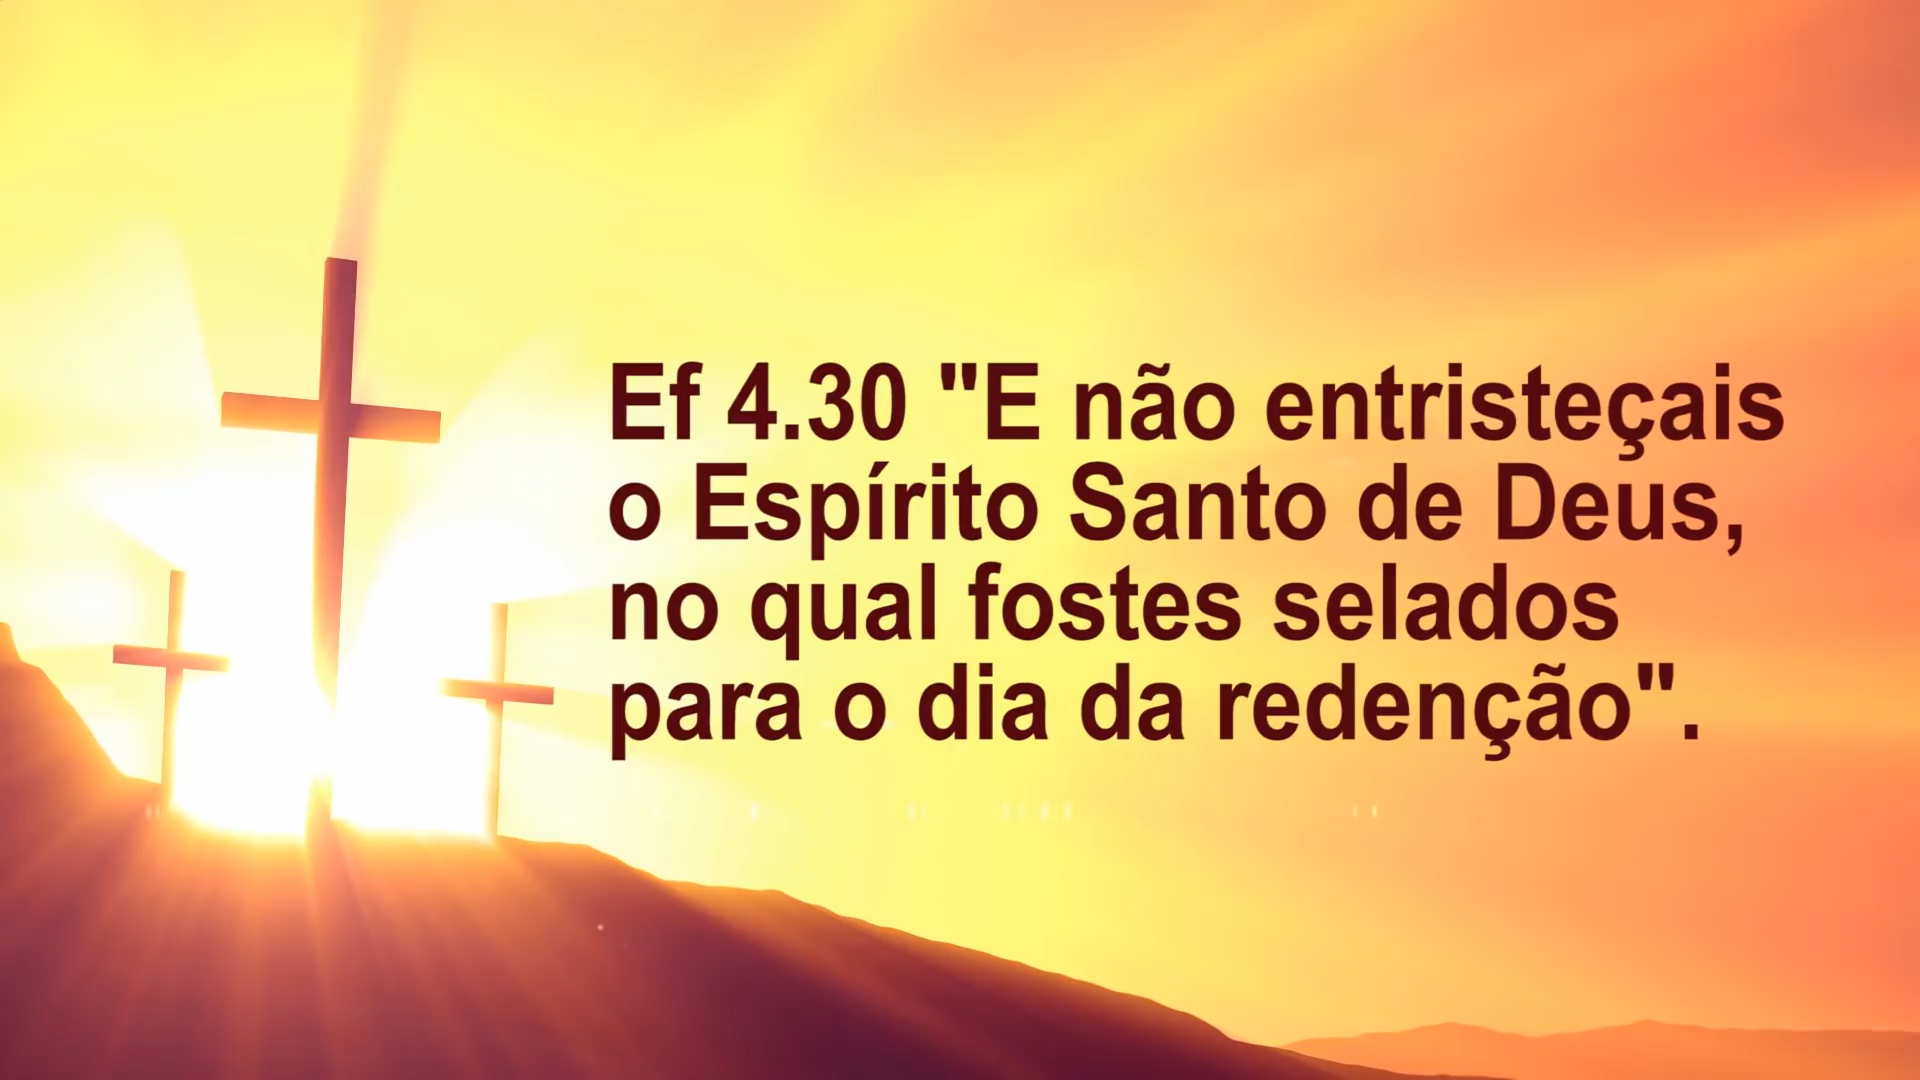 Ef 4.30 "E não entristeçais
o Espírito Santo de Deus,
no qual fostes selados
para o dia da redenção".